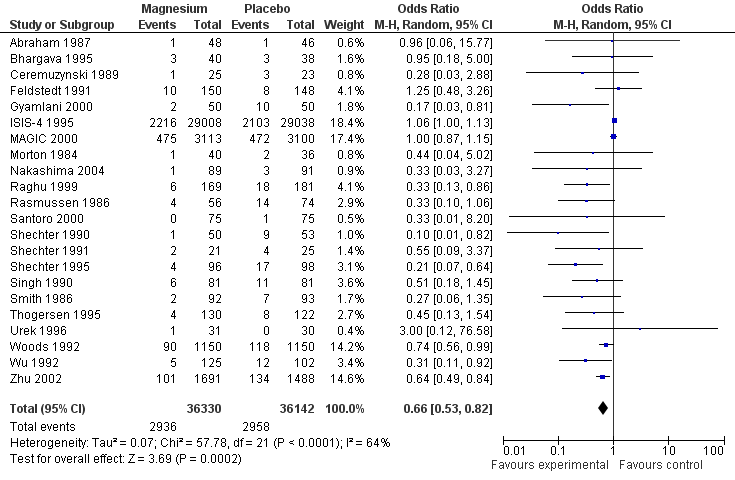 Magnesium Placebo Odds Ratio Odds Ratio
Study or Subgroup Events Total Events Total Weight M-H, Random, 95% CI M-H, Random, 95% CI
Abraham 1987 1 48 1 46 0.6% 0.96 [0.06, 15.77]
Bhargava 1995 3 40 3 38 1.6% 0.95 [0.18, 5.00]
Ceremuzynski 1989 1 25 3 23 0.8% 0.28 [0.03, 2.88]
Feldstedt 1991 10 150 8 148 4.0% 1.25 [0.48, 3.26]
Gyamlani 2000 2 50 10 50 1.8% 0.17 [0.03, 0.81]
ISIS-4 1995 2216 29008 2103 29038 18.4% 1.06 [1.00, 1.13]
MAGIC 2000 475 3113 472 3100 17.4% 1.00 [0.87, 1.15]
Morton 1984 1 40 2 36 0.8% 0.44 [0.04, 5.02]
Nakashima 2004 1 89 3 91 0.9% 0.33 [0.03, 3.27]
Raghu 1999 6 169 18 181 4.1% 0.33 [0.13, 0.86]
Rasmussen 1986 4 56 14 74 2.9% 0.33 [0.10, 1.06]
Santoro 2000 0 75 1 75 0.5% 0.33 [0.01, 8.20]
Shechter 1990 1 50 9 53 1.0% 0.10 [0.01, 0.82]
Shechter 1991 2 21 4 25 1.3% 0.55 [0.09, 3.37]
Shechter 1995 4 96 17 98 3.1% 0.21 [0.07, 0.64]
Singh 1990 6 81 11 81 3.6% 0.51 [0.18, 1.45]
Smith 1986 2 92 7 93 1.8% 0.27 [0.06, 1.35]
Thogersen 1995 4 130 8 122 2.8% 0.45 [0.13, 1.54]
Urek 1996 1 31 0 30 0.5% 3.00 [0.12, 76.58]
Woods 1992 90 1150 118 1150 14.2% 0.74 [0.56, 0.99]
Wu 1992 5 125 12 102 3.4% 0.31 [0.11, 0.92]
Zhu 2002 101 1691 134 1488 14.6% 0.64 [0.49, 0.84]
Total (95% CI) 36330 36142 100.0% 0.66 [0.53, 0.82]
Total events 2936 2958
Heterogeneity: Tau² = 0.07; Chi² = 57.78, df = 21 (P < 0.0001); I² = 64%
Test for overall effect: Z = 3.69 (P = 0.0002)
0.01 0.1 1 10 100
Favours experimental Favours control